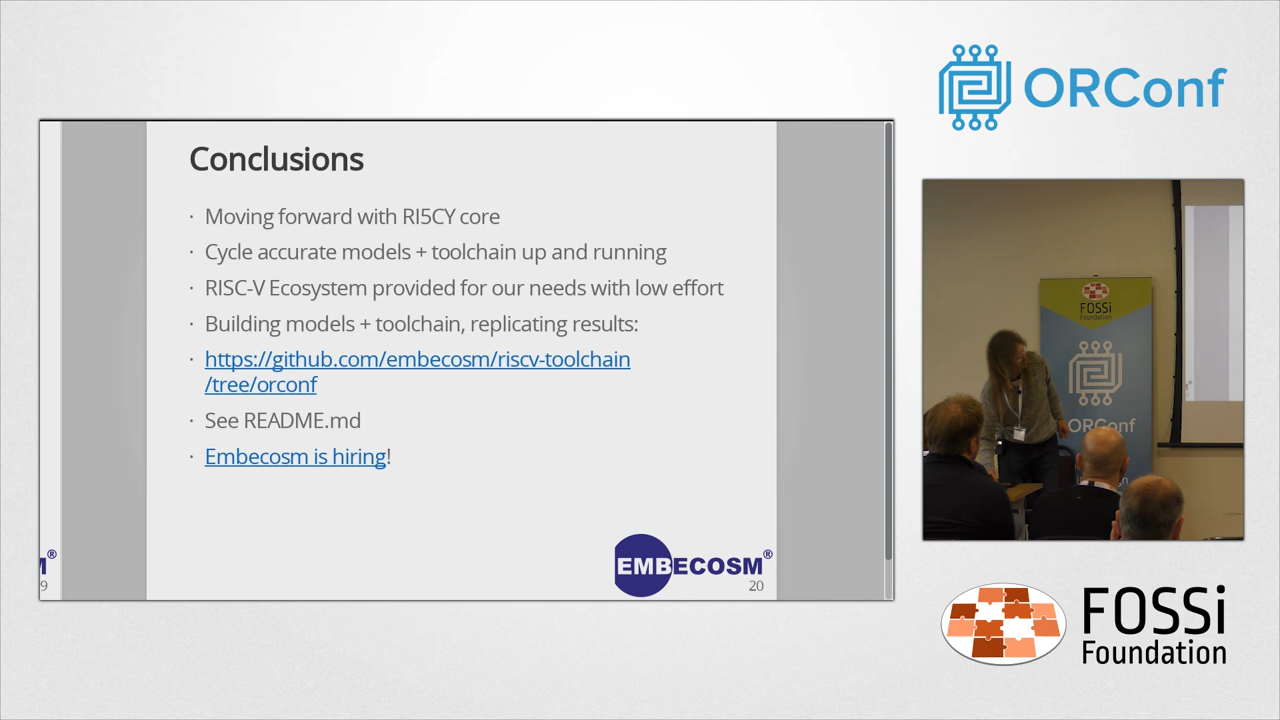 ORConf
Conclusions
· Moving forward with RI5CY core
· Cycle accurate models + toolchain up and running
· RISC-V Ecosystem provided for our needs with low effort
· Building models + toolchain, replicating results:
· https://github.com/embecosm/riscv-toolchain
/tree/orconf
· See README.md
· Embecosm is hiring!
M®
9
EMBECOSM®
20
FOSSi
Foundation
ORConf
FOSSi
Foundation